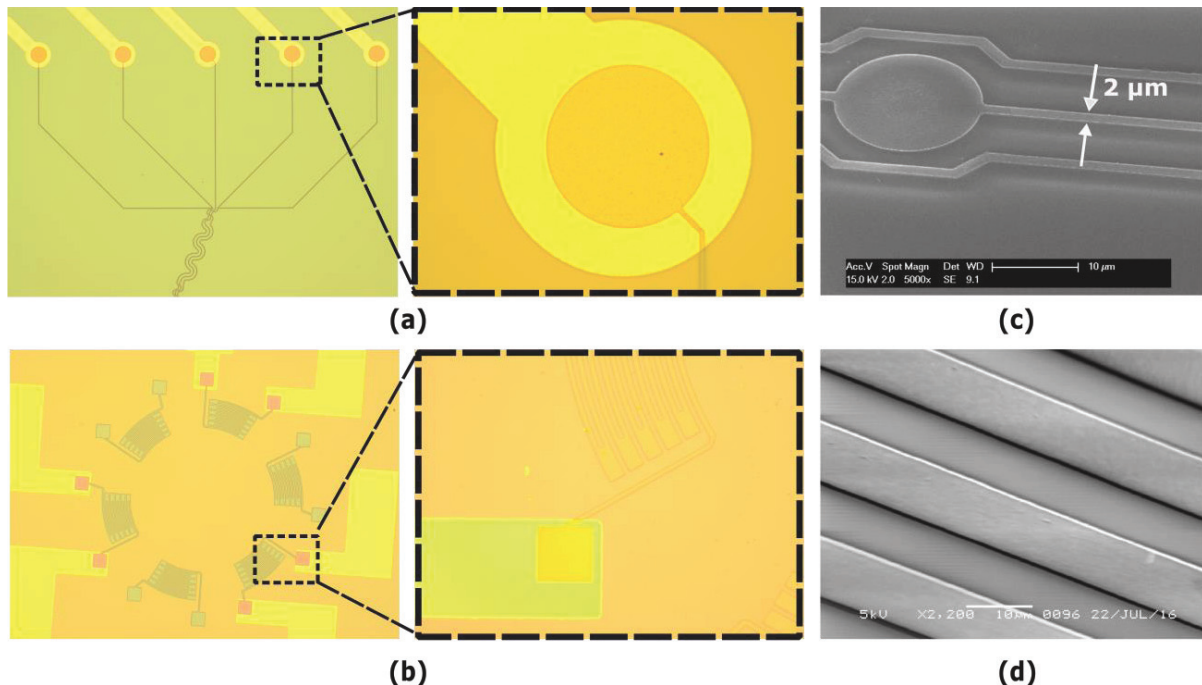 2 μm
Acc.V Spot Magn Det WD 10 μm
15.0 kV 2.0 5000x SE 9.1
(a)
(c)
5kV X2,200 10μm 0096 22/JUL/16
(b)
(d)